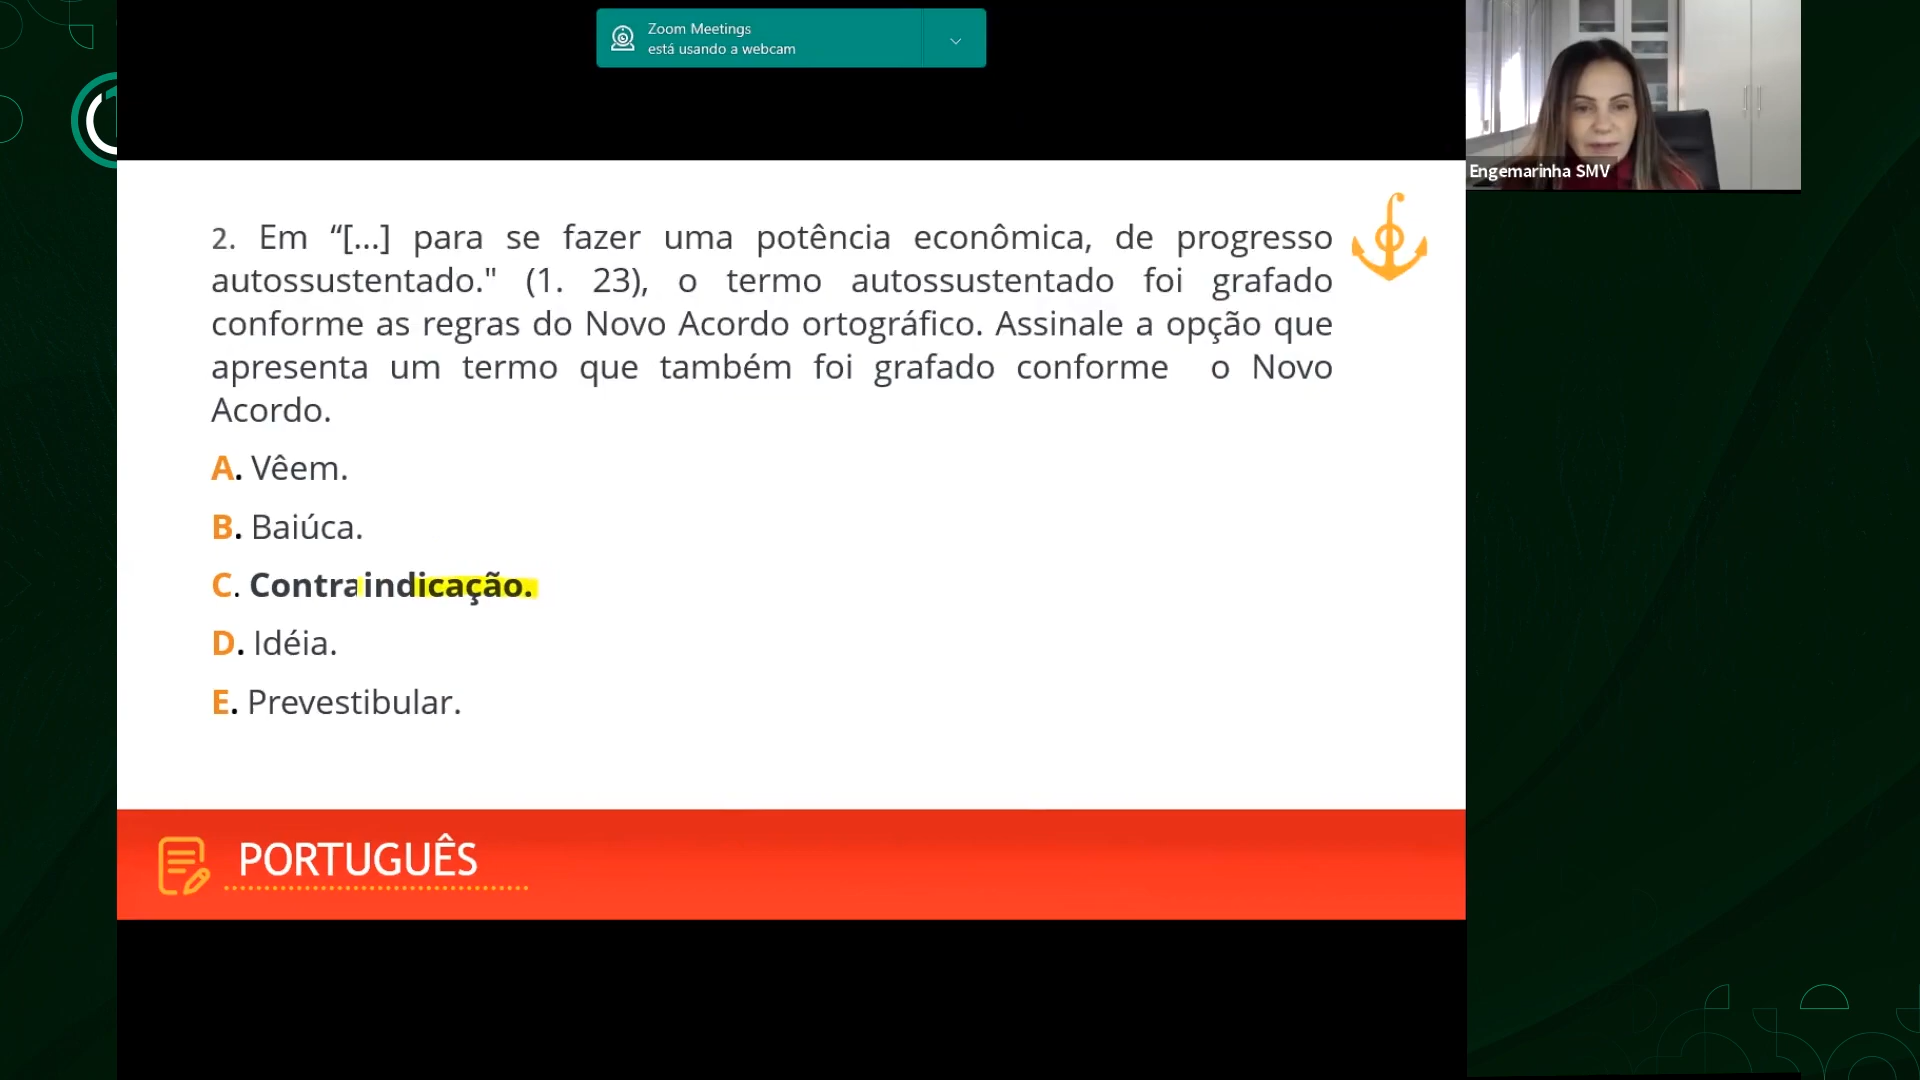 Zoom Meetings
está usando a webcam
Engemarinha SMV
2. Em “[...] para se fazer uma potência econômica, de progresso
autossustentado." (1. 23), o termo autossustentado foi grafado
conforme as regras do Novo Acordo ortográfico. Assinale a opção que
apresenta um termo que também foi grafado conforme o Novo
Acordo.
A. Vêem.
B. Baiúca.
C. Contraindicação.
D. Idéia.
E. Prevestibular.
PORTUGUÊS